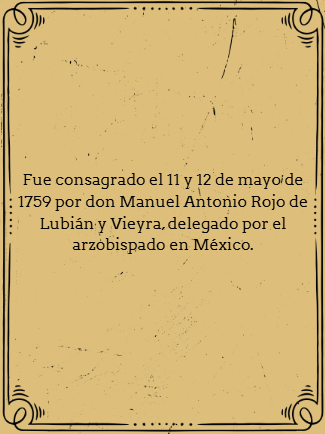 Fue consagrado el 11 y 12 de mayo de
1759 por don Manuel Antonio Rojo de
Lubián y Vieyra, delegado por el
arzobispado en México.